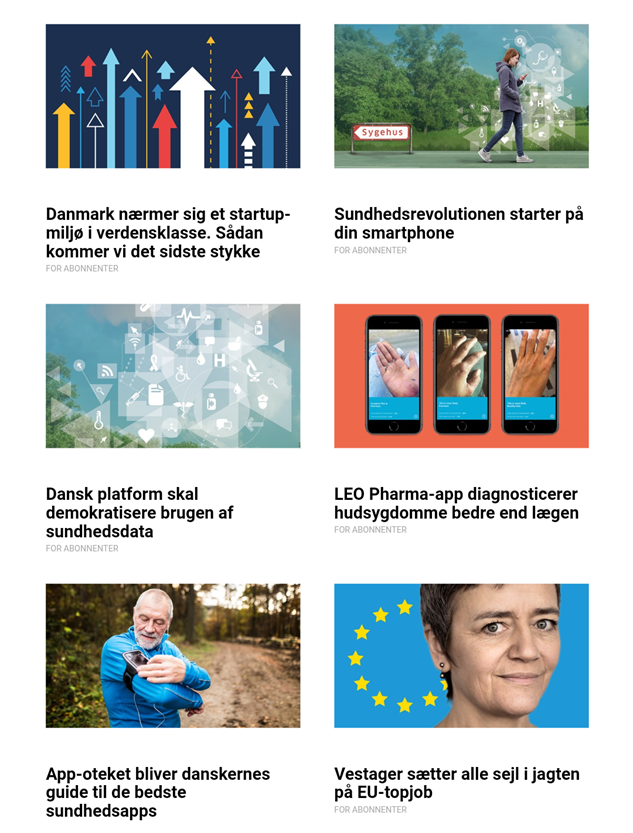 Sygehus
Danmark nærmer sig et startup-
miljø i verdensklasse. Sådan
kommer vi det sidste stykke
FOR ABONNENTER
Sundhedsrevolutionen starter på
din smartphone
FOR ABONNENTER
H
Dansk platform skal
demokratisere brugen af
sundhedsdata
FOR ABONNENTER
LEO Pharma-app diagnosticerer
hudsygdomme bedre end lægen
FOR ABONNENTER
App-oteket bliver danskernes
guide til de bedste
sundhedsapps
Vestager sætter alle sejl i jagten
på EU-topjob
FOR ABONNENTER